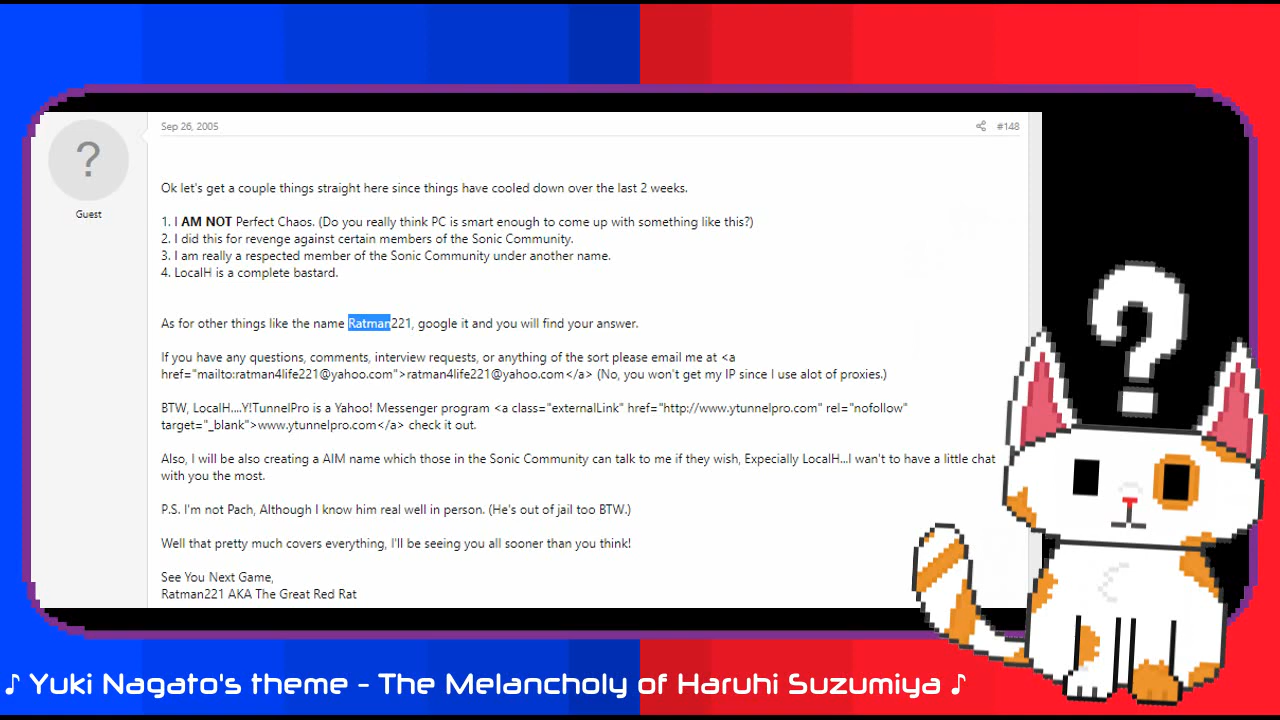 Sep 26, 2005
#148
?
Guest
Ok let's get a couple things straight here since things have cooled down over the last 2 weeks.
1. I AM NOT Perfect Chaos. (Do you really think PC is smart enough to come up with something like this?)
2. I did this for revenge against certain members of the Sonic Community.
3. I am really a respected member of the Sonic Community under another name.
4. LocalH is a complete bastard.
As for other things like the name Ratman221, google it and you will find your answer.
If you have any questions, comments, interview requests, or anything of the sort please email me at <a
href="mailto:ratman4life221@yahoo.com">ratman4life221@yahoo.com</a> (No, you won't get my IP since I use alot of proxies.)
BTW, LocalH....Y!TunnelPro is a Yahoo! Messenger program <a class="externalLink" href="http://www.ytunnelpro.com" rel="nofollow"
target="_blank">www.ytunnelpro.com</a> check it out.
Also, I will be also creating a AIM name which those in the Sonic Community can talk to me if they wish, Expecially LocalH...I wan't to have a little chat
with you the most.
P.S. I'm not Pach, Although I know him real well in person. (He's out of jail too BTW.)
Well that pretty much covers everything, I'll be seeing you all sooner than you think!
See You Next Game,
Ratman221 AKA The Great Red Rat
?
♪ Yuki Nagato's theme - The Melancholy of Haruhi Suzumiya ♪